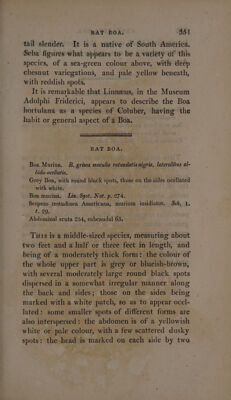 RAT BOA. 351
tail slender. It is a native of South America.
Seba figures what appears to be a variety of this
species, of a sea-green colour above, with deep
chesnut variegations, and pale yellow beneath,
with reddish spots.
It is remarkable that Linnæus, in the Museum
Adolphi Friderici, appears to describe the Boa
hortulana as a species of Coluber, having the
habit or general aspect of a Boa.
RAT BOA.
Boa Murina. B. grisea maculis rotundatis nigris, lateralibus al-
bido ocellatis.
Grey Boa, with round black spots, those on the sides ocellated
with white.
Boa murina. Lin. Syst. Nat. p. 374.
Serpens testudinea Americana, murium insidiator. Seb. 2.
t. 29.
Abdominal scuta 254, subcaudal 65.
This is a middle-sized species, measuring about
two feet and a half or three feet in length, and
being of a moderately thick form: the colour of
the whole upper part is grey or blueish-brown,
with several moderately large round black spots
dispersed in a somewhat irregular manner along
the back and sides; those on the sides being
marked with a white patch, so as to appear ocel-
lated: some smaller spots of different forms are
also interspersed: the abdomen is of a yellowish
white or pale colour, with a few scattered dusky
spots: the head is marked on each side by two